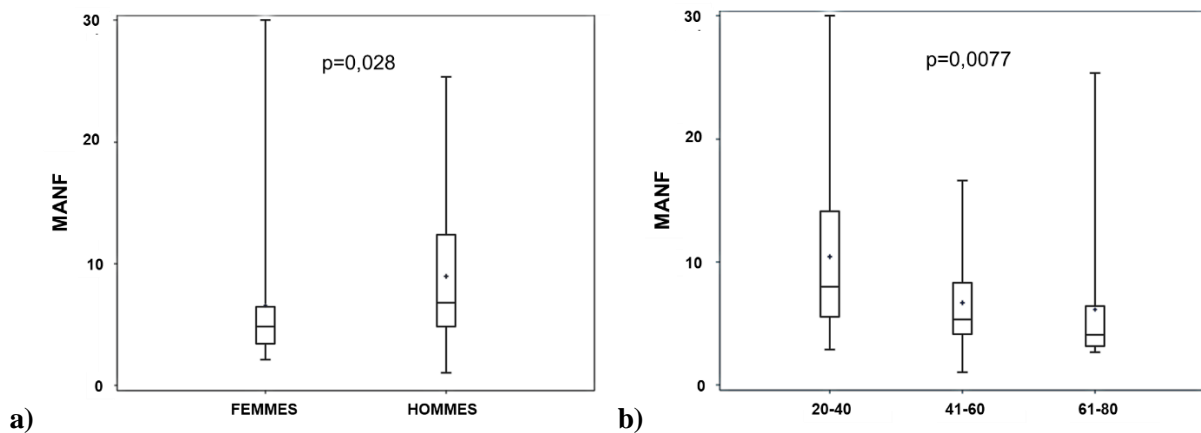 30
20
10
0
MANF
p=0,028
FEMMES HOMMES
a)
30
20
10
0
MANF
p=0,0077
20-40 41-60 61-80
b)